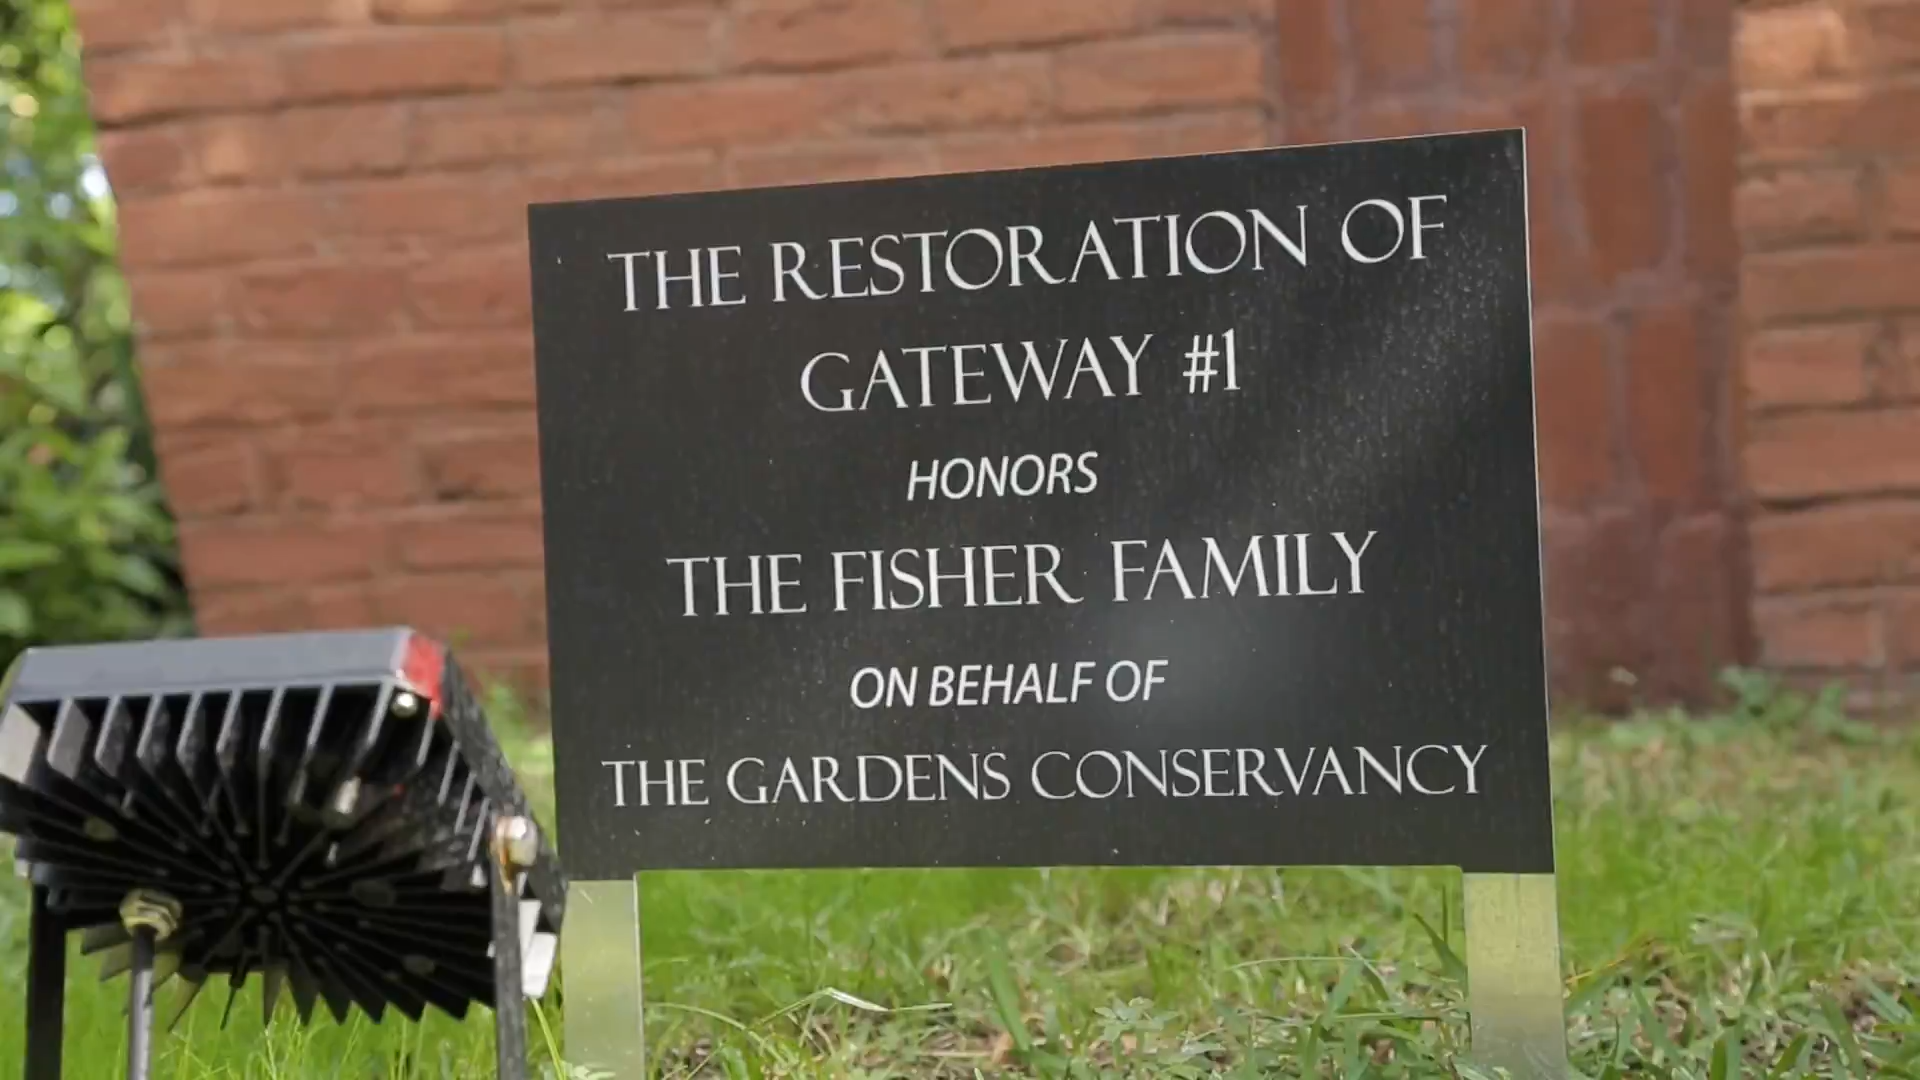 THE RESTORATION OF
GATEWAY #1
HONORS
THE FISHER FAMILY
ON BEHALF OF
THE GARDENS CONSERVANCY